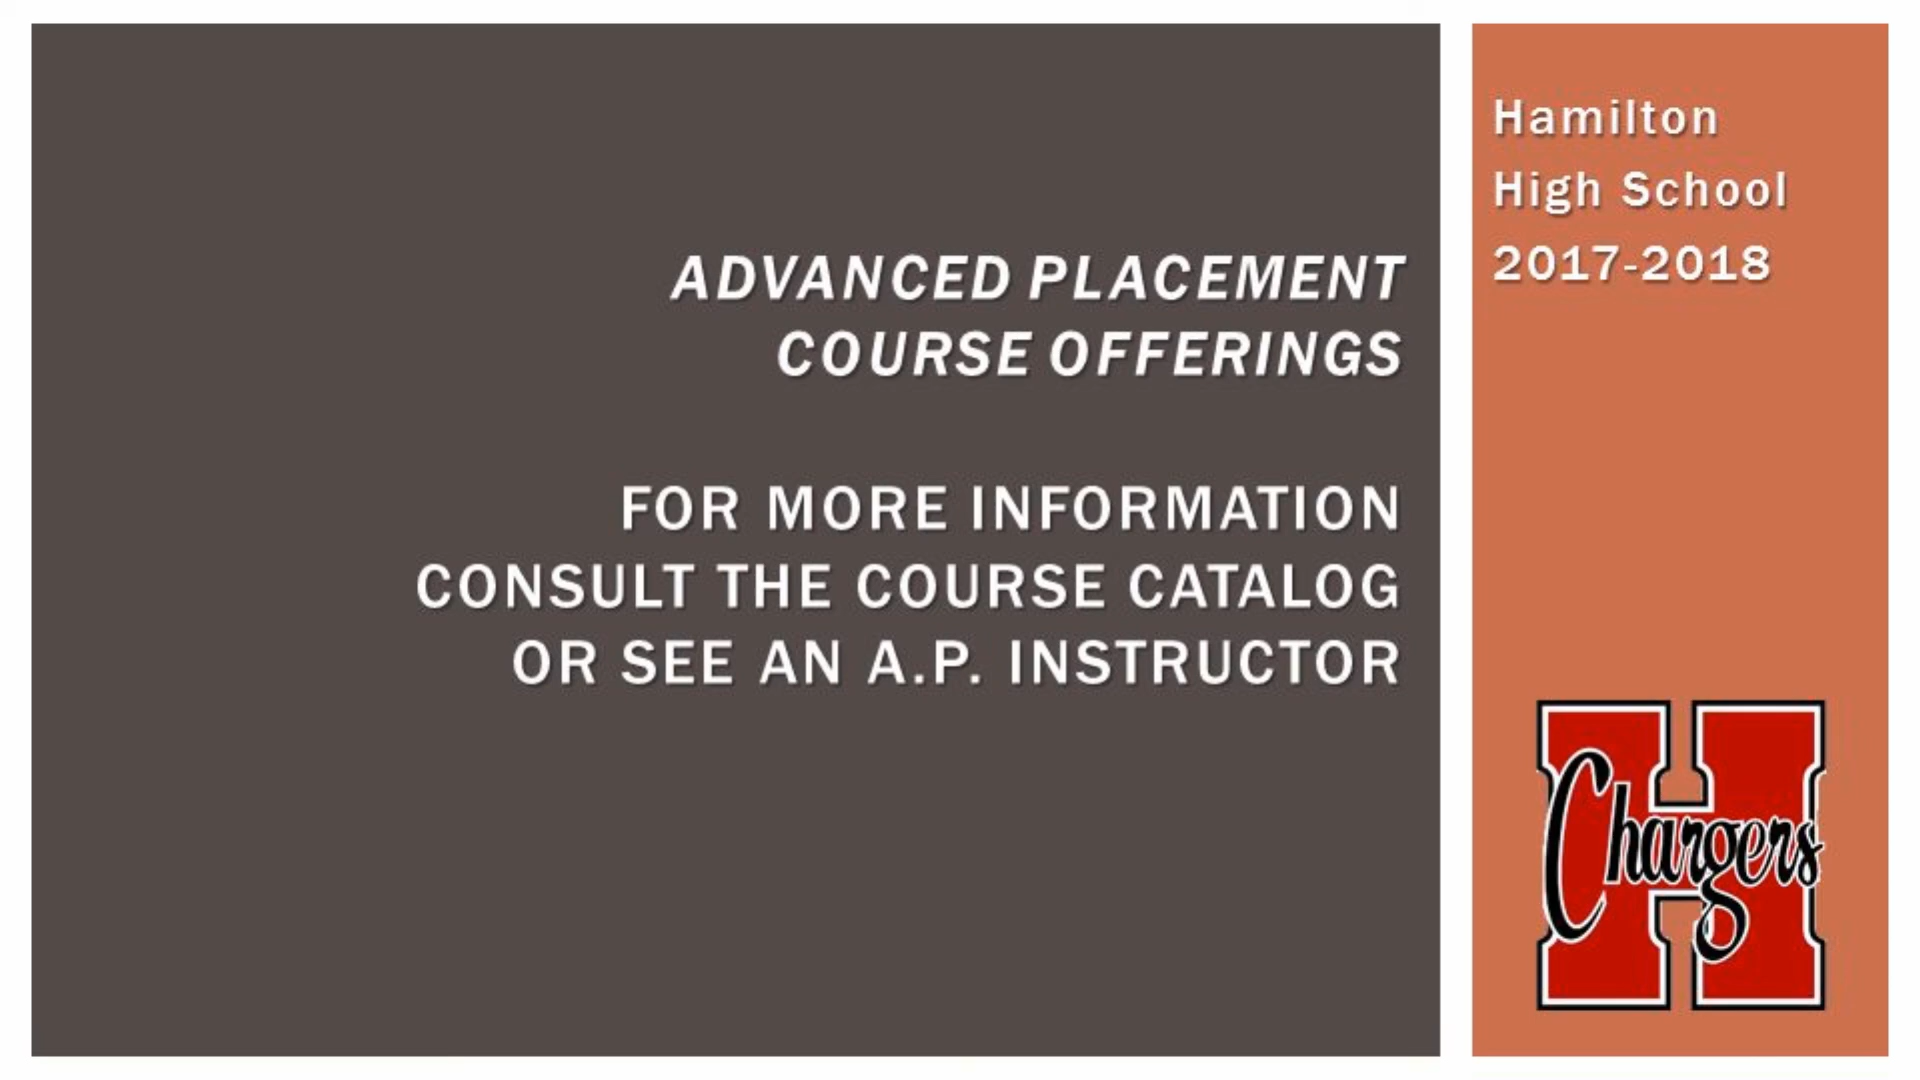 ADVANCED PLACEMENT
COURSE OFFERINGS
FOR MORE INFORMATION
CONSULT THE COURSE CATALOG
OR SEE AN A.P. INSTRUCTOR
Hamilton
High School
2017-2018
H
Chargers